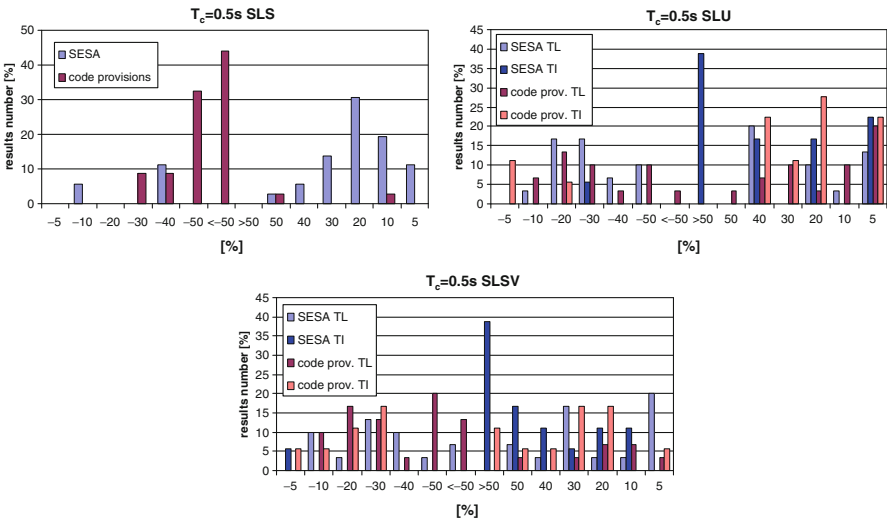 T_c=0.5s SLS
results number [%]
50
40
30
20
10
0
SESA
code provisions
−5 −10 −20 −30 −40 −50 <−50 >50 50 40 30 20 10 5
[%]
T_c=0.5s SLU
results number [%]
45
40
35
30
25
20
15
10
5
0
SESA TL
SESA TI
code prov. TL
code prov. TI
−5 −10 −20 −30 −40 −50 <−50 >50 50 40 30 20 10 5
[%]
T_c=0.5s SLSV
results number [%]
45
40
35
30
25
20
15
10
5
0
SESA TL
SESA TI
code prov. TL
code prov. TI
−5 −10 −20 −30 −40 −50 <−50 >50 50 40 30 20 10 5
[%]